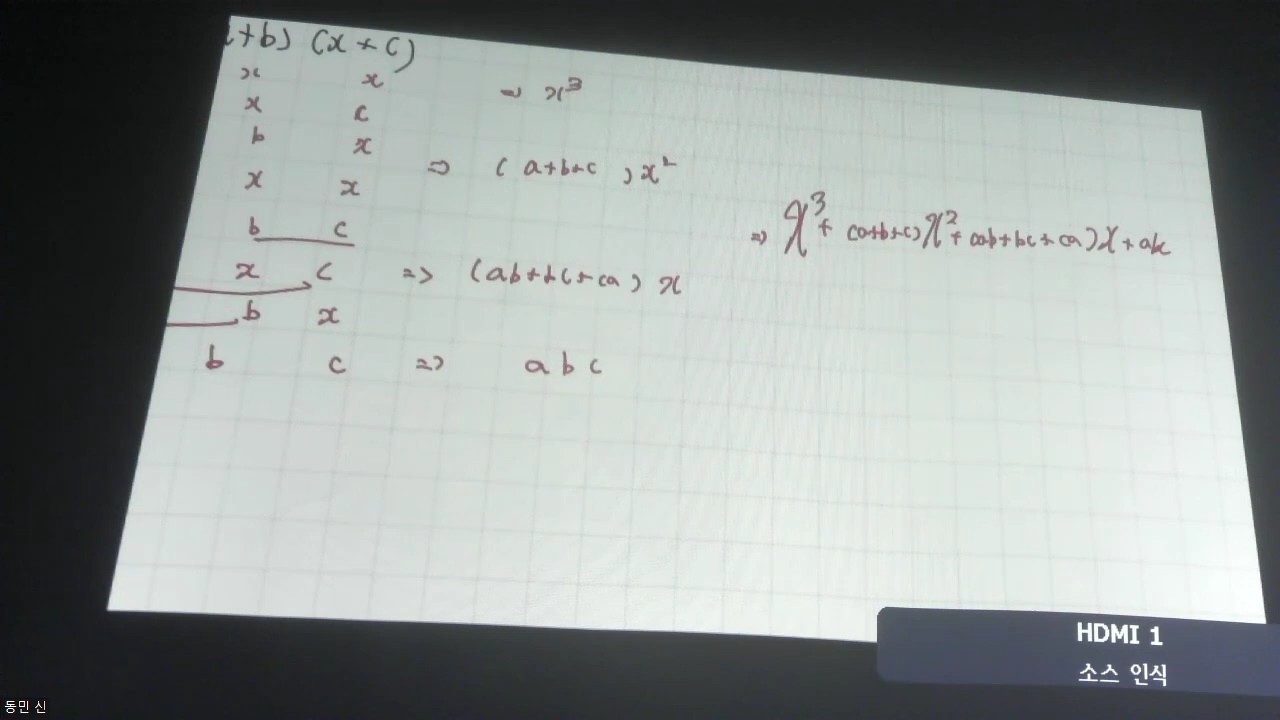 +b) (x + c)
x x ⇒ x³
x c
b x ⇒ (a+b+c)x²
x x
b c
x c ⇒ (ab+bc+ca) x
b x
b c ⇒ a b c
⇒ x³ + (a+b+c)x² + (ab+bc+ca)x + abc
HDMI 1
소스 인식
동민 신